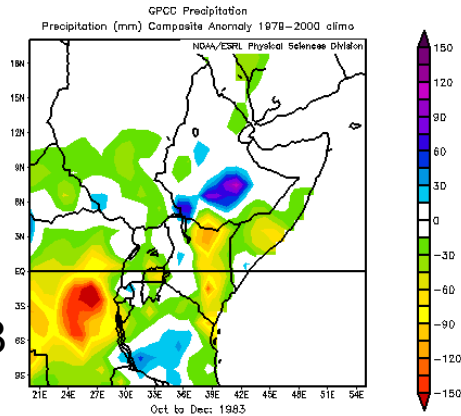 GPCC Precipitation
Precipitation (mm) Composite Anomaly 1979-2000 climo
NOAA/ESRL Physical Sciences Division
18N
15N
12N
9N
6N
3N
EQ
3S
6S
9S
21E 24E 27E 30E 33E 36E 39E 42E 45E 48E 51E 54E
Oct to Dec: 1983
150
120
90
60
30
0
-30
-60
-90
-120
-150
3